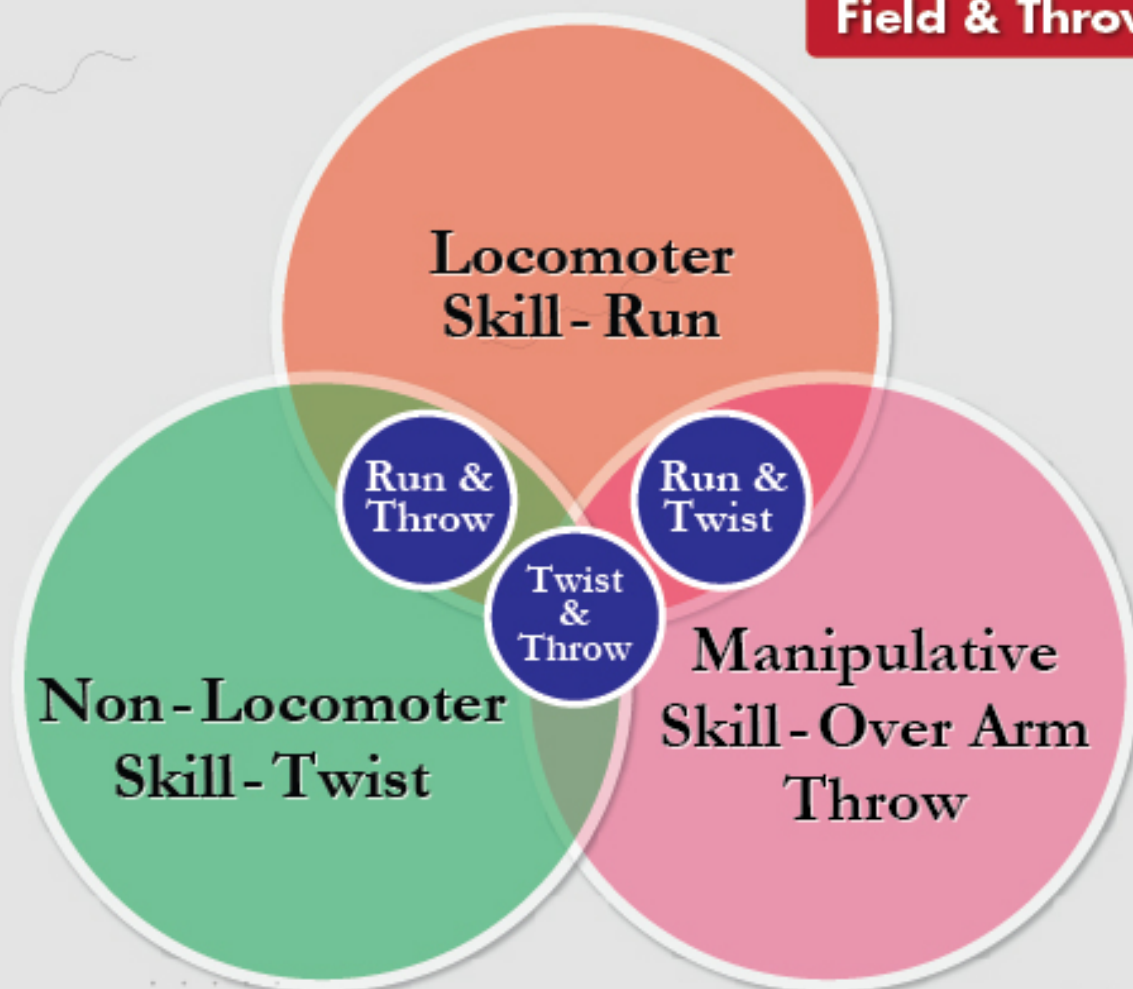 Field & Throw
Locomoter
Skill - Run
Run &
Throw
Run &
Twist
Twist
&
Throw
Non - Locomoter
Skill - Twist
Manipulative
Skill - Over Arm
Throw